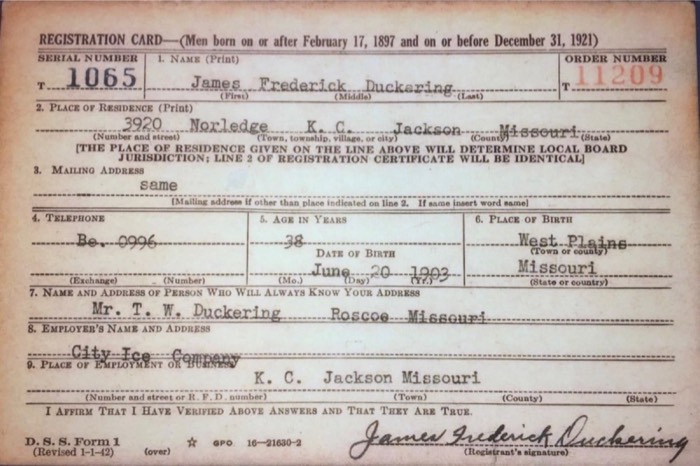 REGISTRATION CARD—(Men born on or after February 17, 1897 and on or before December 31, 1921)
SERIAL NUMBER 1. NAME (Print) ORDER NUMBER
T 1065 James Frederick Duckering T 11209
(First) (Middle) (Last)
2. PLACE OF RESIDENCE (Print)
3920 Norledge K. C. Jackson Missouri
(Number and street) (Town, township, village, or city) (County) (State)
[THE PLACE OF RESIDENCE GIVEN ON THE LINE ABOVE WILL DETERMINE LOCAL BOARD
JURISDICTION; LINE 2 OF REGISTRATION CERTIFICATE WILL BE IDENTICAL]
3. MAILING ADDRESS
same
[Mailing address if other than place indicated on line 2. If same insert word same]
4. TELEPHONE 5. AGE IN YEARS 6. PLACE OF BIRTH
Be. 0996 38 West Plains
DATE OF BIRTH (Town or county)
June 20 1903 Missouri
(Exchange) (Number) (Mo.) (Day) (Yr.) (State or country)
7. NAME AND ADDRESS OF PERSON WHO WILL ALWAYS KNOW YOUR ADDRESS
Mr. T. W. Duckering Roscoe Missouri
8. EMPLOYER'S NAME AND ADDRESS
City Ice Company
9. PLACE OF EMPLOYMENT OR BUSINESS
K. C. Jackson Missouri
(Number and street or R. F. D. number) (Town) (County) (State)
I AFFIRM THAT I HAVE VERIFIED ABOVE ANSWERS AND THAT THEY ARE TRUE.
James Frederick Duckering
D. S. S. Form 1 GPO 16—21630-2
(Revised 1-1-42) (over) (Registrant's signature)